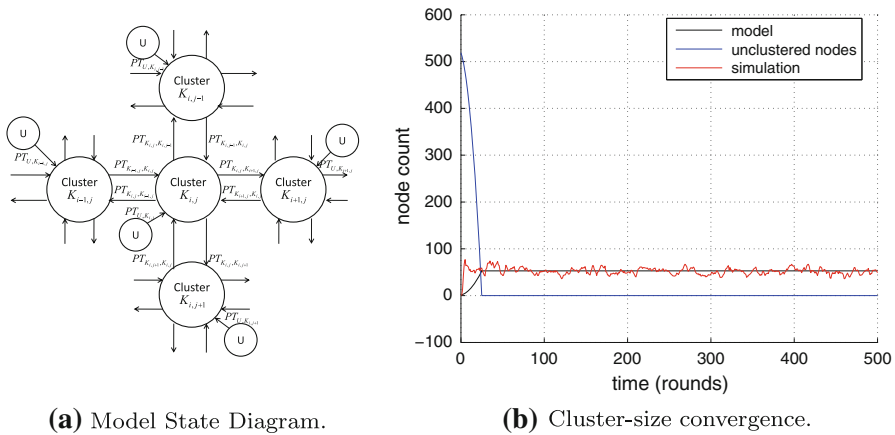 U
PT_{U,K_{i,j-1}}
Cluster
K_{i,j-1}
U
PT_{U,K_{i-1,j}}
Cluster
K_{i-1,j}
PT_{K_{i,j},K_{i,j-1}}
PT_{K_{i,j-1},K_{i,j}}
PT_{K_{i-1,j},K_{i,j}}
PT_{K_{i,j},K_{i-1,j}}
Cluster
K_{i,j}
PT_{K_{i,j},K_{i+1,j}}
PT_{K_{i+1,j},K_{i,j}}
U
PT_{U,K_{i+1,j}}
Cluster
K_{i+1,j}
PT_{U,K_{i,j}}
U
PT_{K_{i,j+1},K_{i,j}}
PT_{K_{i,j},K_{i,j+1}}
Cluster
K_{i,j+1}
PT_{U,K_{i,j+1}}
U
(a) Model State Diagram.
600
500
400
300
200
100
0
−100
node count
model
unclustered nodes
simulation
0 100 200 300 400 500
time (rounds)
(b) Cluster-size convergence.